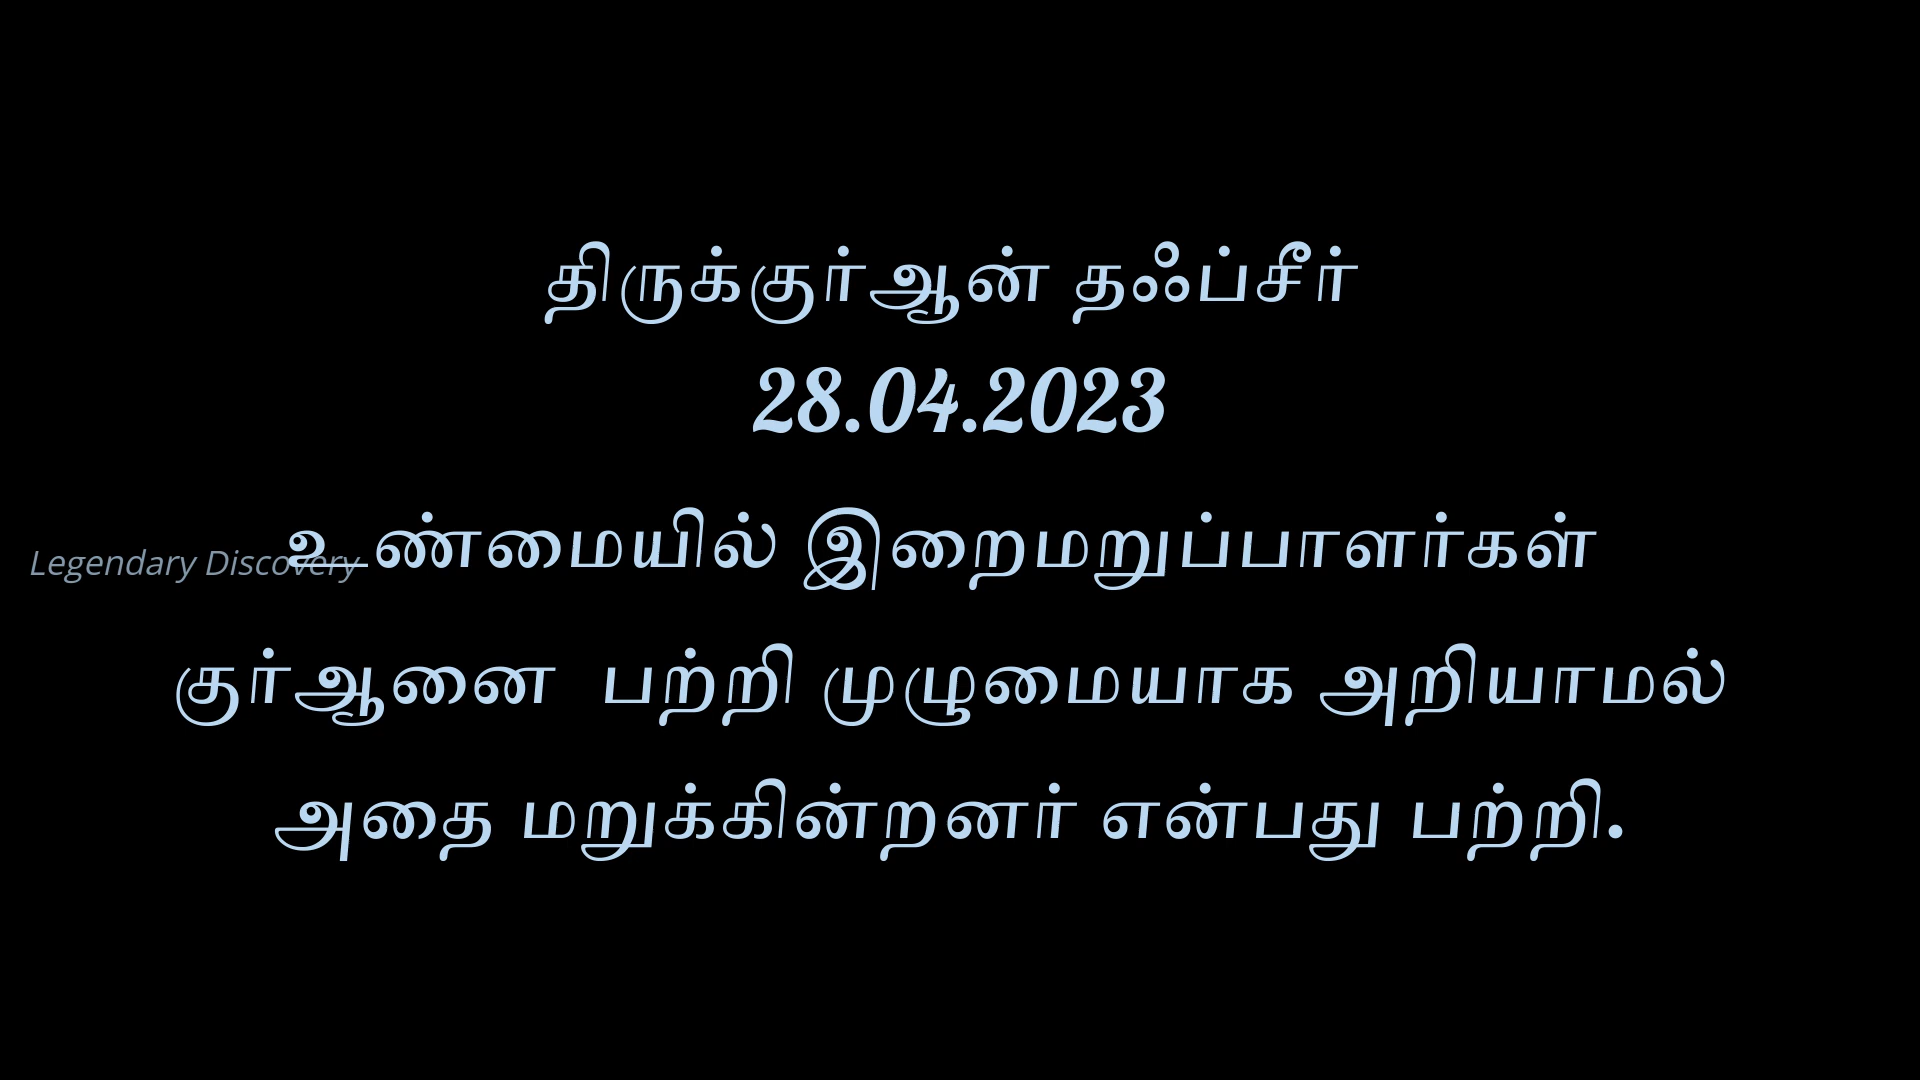 திருக்குர்ஆன் தஃப்சீர்
28.04.2023
உண்மையில் இறைமறுப்பாளர்கள்
Legendary Discovery
குர்ஆனை பற்றி முழுமையாக அறியாமல்
அதை மறுக்கின்றனர் என்பது பற்றி.